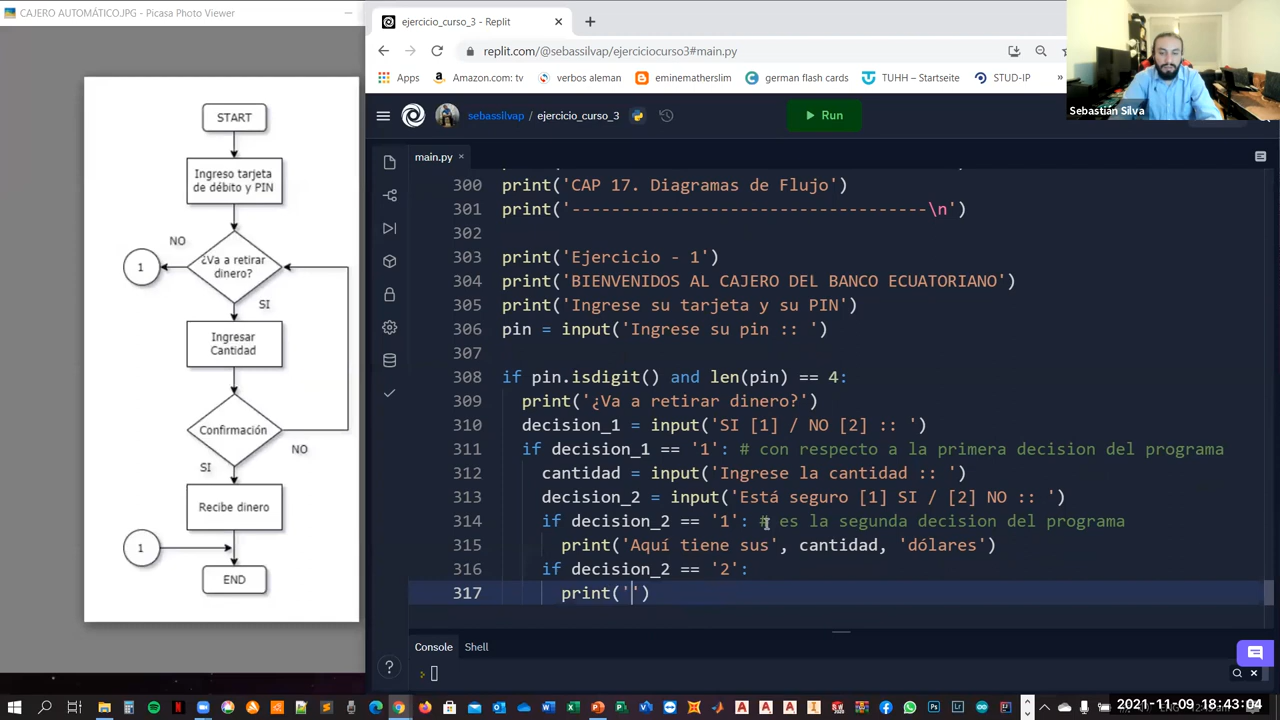 CAJERO AUTOMÁTICO.JPG - Picasa Photo Viewer
START
Ingreso tarjeta
de débito y PIN
NO
¿Va a retirar
dinero?
1
SI
Ingresar
Cantidad
Confirmación
NO
SI
Recibe dinero
1
END
ejercicio_curso_3 - Replit
replit.com/@sebassilvap/ejerciciocurso3#main.py
Apps
Amazon.com: tv
verbos aleman
eminematherslim
german flash cards
TUHH – Startseite
STUD-IP
»
Sebastián Silva
sebassilvap / ejercicio_curso_3
Run
main.py
300 print('CAP 17. Diagramas de Flujo')
301 print('------------------------------------\n')
302
303 print('Ejercicio - 1')
304 print('BIENVENIDOS AL CAJERO DEL BANCO ECUATORIANO')
305 print('Ingrese su tarjeta y su PIN')
306 pin = input('Ingrese su pin :: ')
307
308 if pin.isdigit() and len(pin) == 4:
309 print('¿Va a retirar dinero?')
310 decision_1 = input('SI [1] / NO [2] :: ')
311 if decision_1 == '1': # con respecto a la primera decision del programa
312 cantidad = input('Ingrese la cantidad :: ')
313 decision_2 = input('Está seguro [1] SI / [2] NO :: ')
314 if decision_2 == '1': # es la segunda decision del programa
315 print('Aquí tiene sus', cantidad, 'dólares')
316 if decision_2 == '2':
317 print('')
Console
Shell
2021-11-09 18:43:04